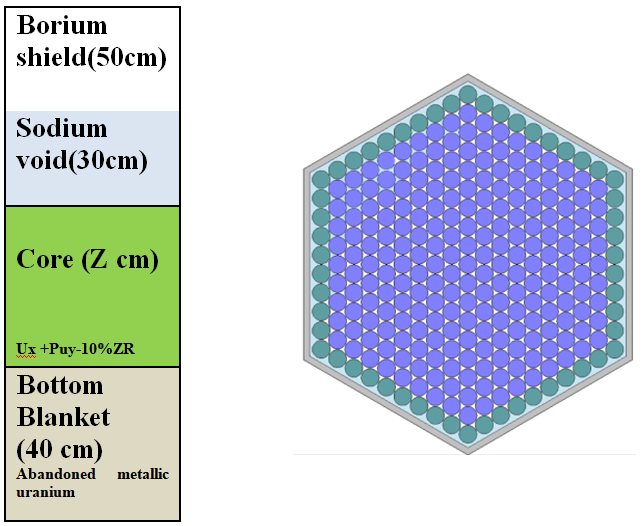 Borium
shield(50cm)
Sodium
void(30cm)
Core (Z cm)
Ux +Puy-10%ZR
Bottom
Blanket
(40 cm)
Abandoned metallic
uranium